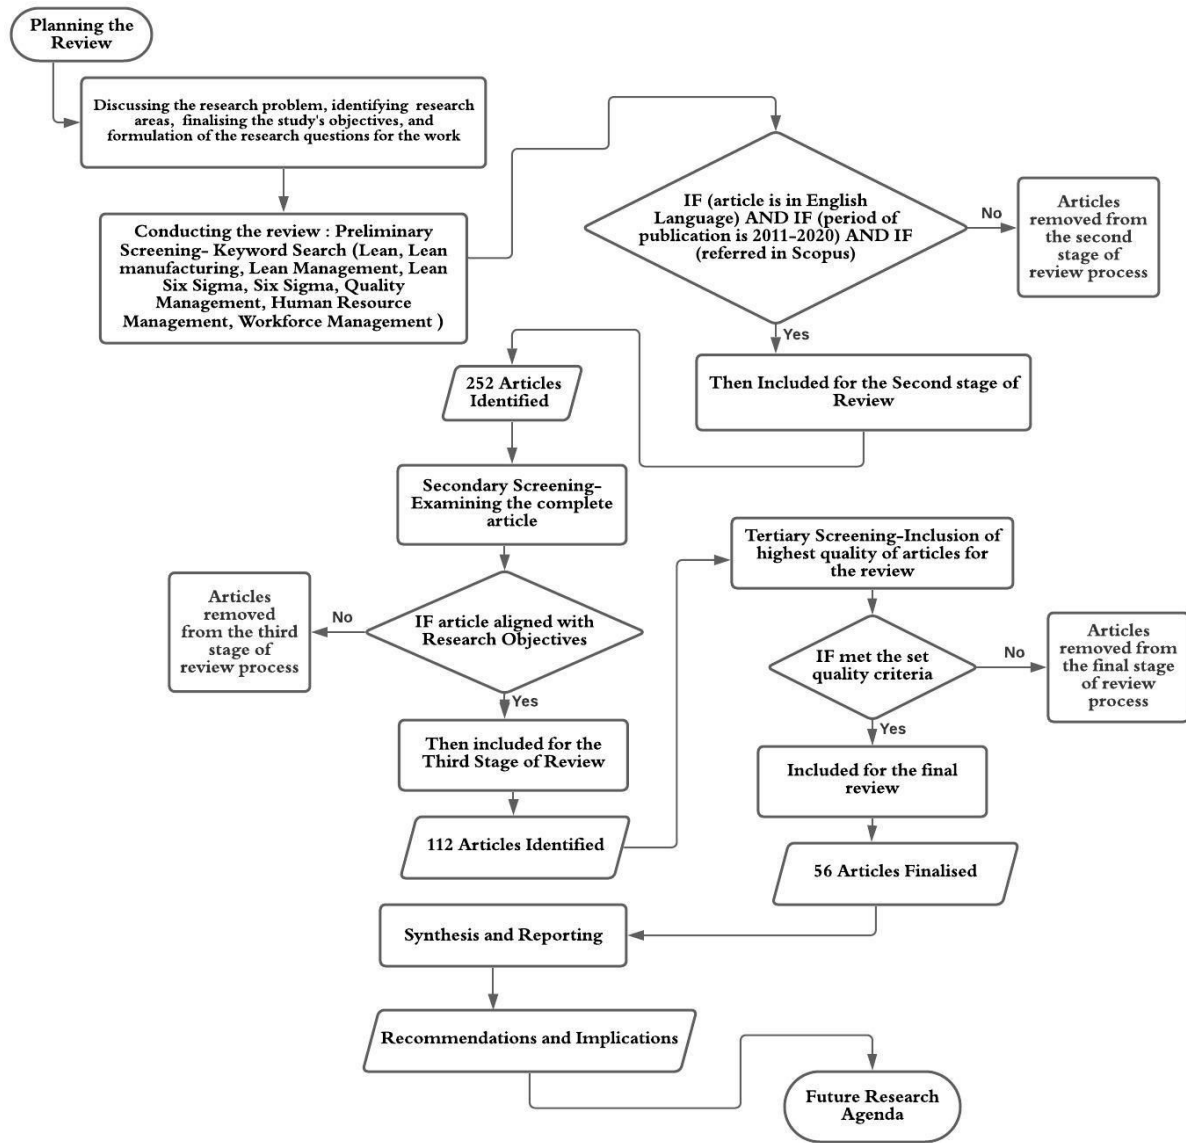 Planning the
Review
Discussing the research problem, identifying research
areas, finalising the study's objectives, and
formulation of the research questions for the work
Conducting the review : Preliminary
Screening- Keyword Search (Lean, Lean
manufacturing, Lean Management, Lean
Six Sigma, Six Sigma, Quality
Management, Human Resource
Management, Workforce Management )
IF (article is in English
Language) AND IF (period of
publication is 2011-2020) AND IF
(referred in Scopus)
No
Articles
removed from
the second
stage of
review process
Yes
Then Included for the Second stage of
Review
252 Articles
Identified
Secondary Screening-
Examining the complete
article
IF article aligned with
Research Objectives
No
Articles
removed
from the third
stage of
review process
Yes
Then included for the
Third Stage of Review
112 Articles Identified
Tertiary Screening-Inclusion of
highest quality of articles for
the review
IF met the set
quality criteria
No
Articles
removed from
the final stage
of review
process
Yes
Included for the final
review
56 Articles Finalised
Synthesis and Reporting
Recommendations and Implications
Future Research
Agenda